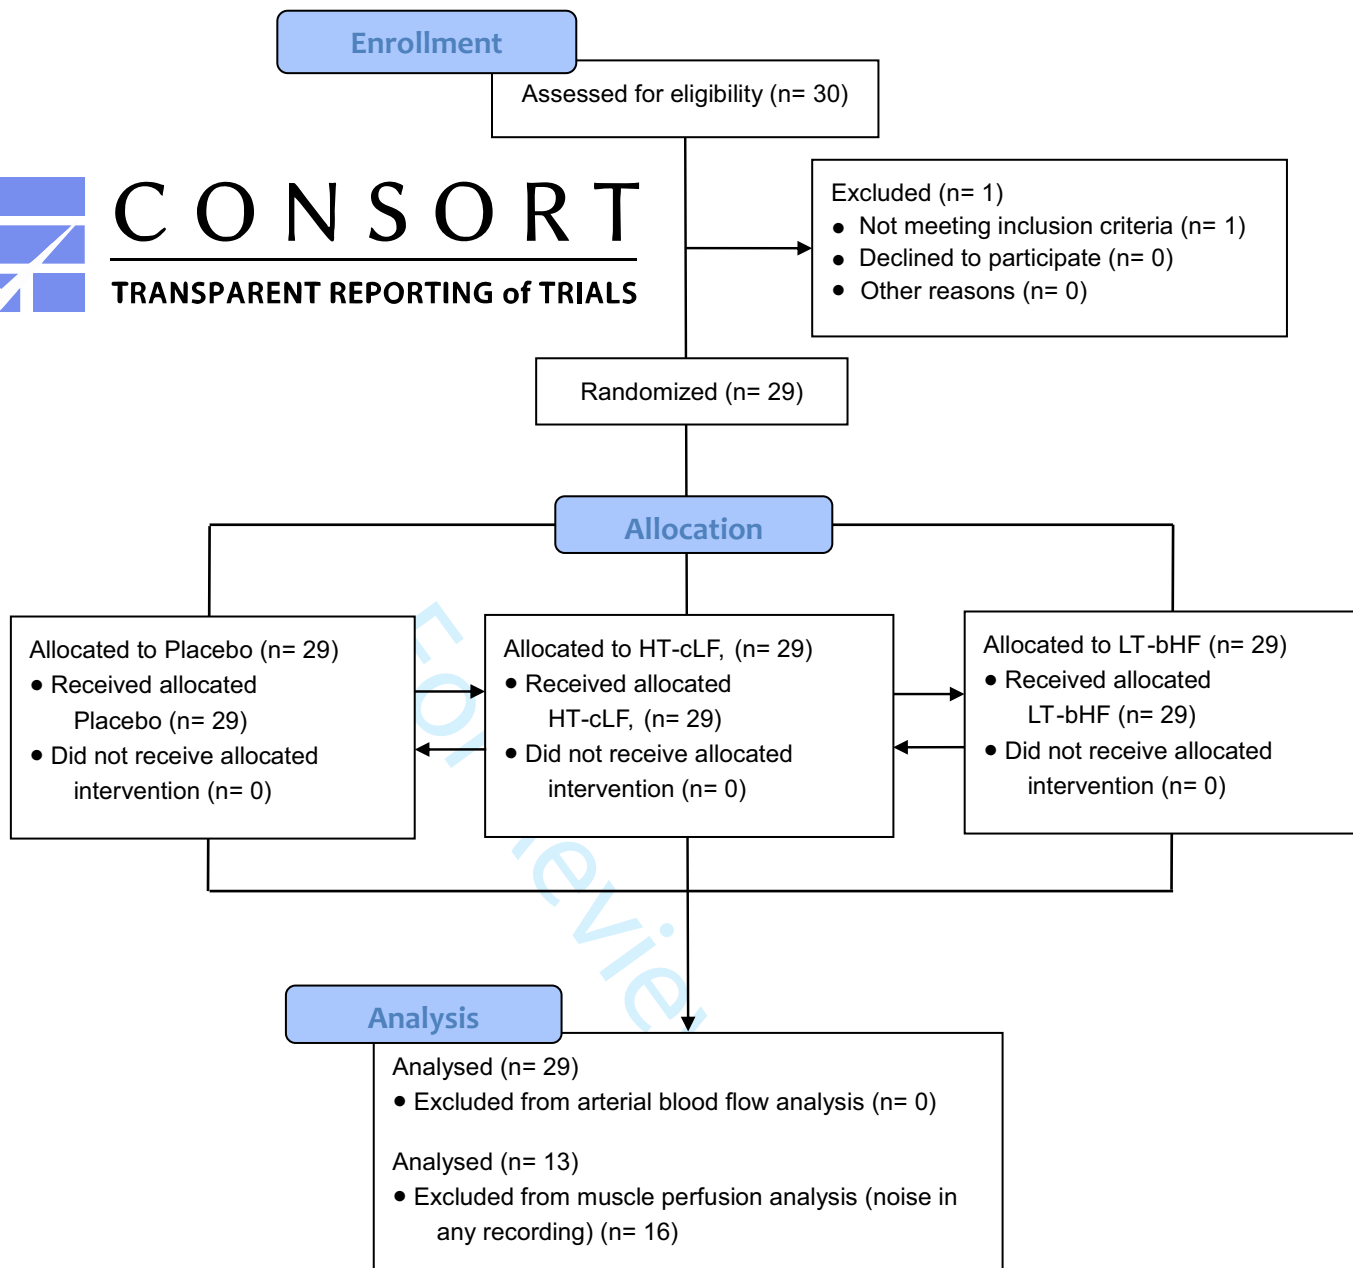 Enrollment
Assessed for eligibility (n= 30)
CONSORT
TRANSPARENT REPORTING of TRIALS
Excluded (n= 1)
● Not meeting inclusion criteria (n= 1)
● Declined to participate (n= 0)
● Other reasons (n= 0)
Randomized (n= 29)
Allocation
Allocated to Placebo (n= 29)
● Received allocated
Placebo (n= 29)
● Did not receive allocated
intervention (n= 0)
Allocated to HT-cLF, (n= 29)
● Received allocated
HT-cLF, (n= 29)
● Did not receive allocated
intervention (n= 0)
Allocated to LT-bHF (n= 29)
● Received allocated
LT-bHF (n= 29)
● Did not receive allocated
intervention (n= 0)
Analysis
Analysed (n= 29)
● Excluded from arterial blood flow analysis (n= 0)
Analysed (n= 13)
● Excluded from muscle perfusion analysis (noise in
any recording) (n= 16)